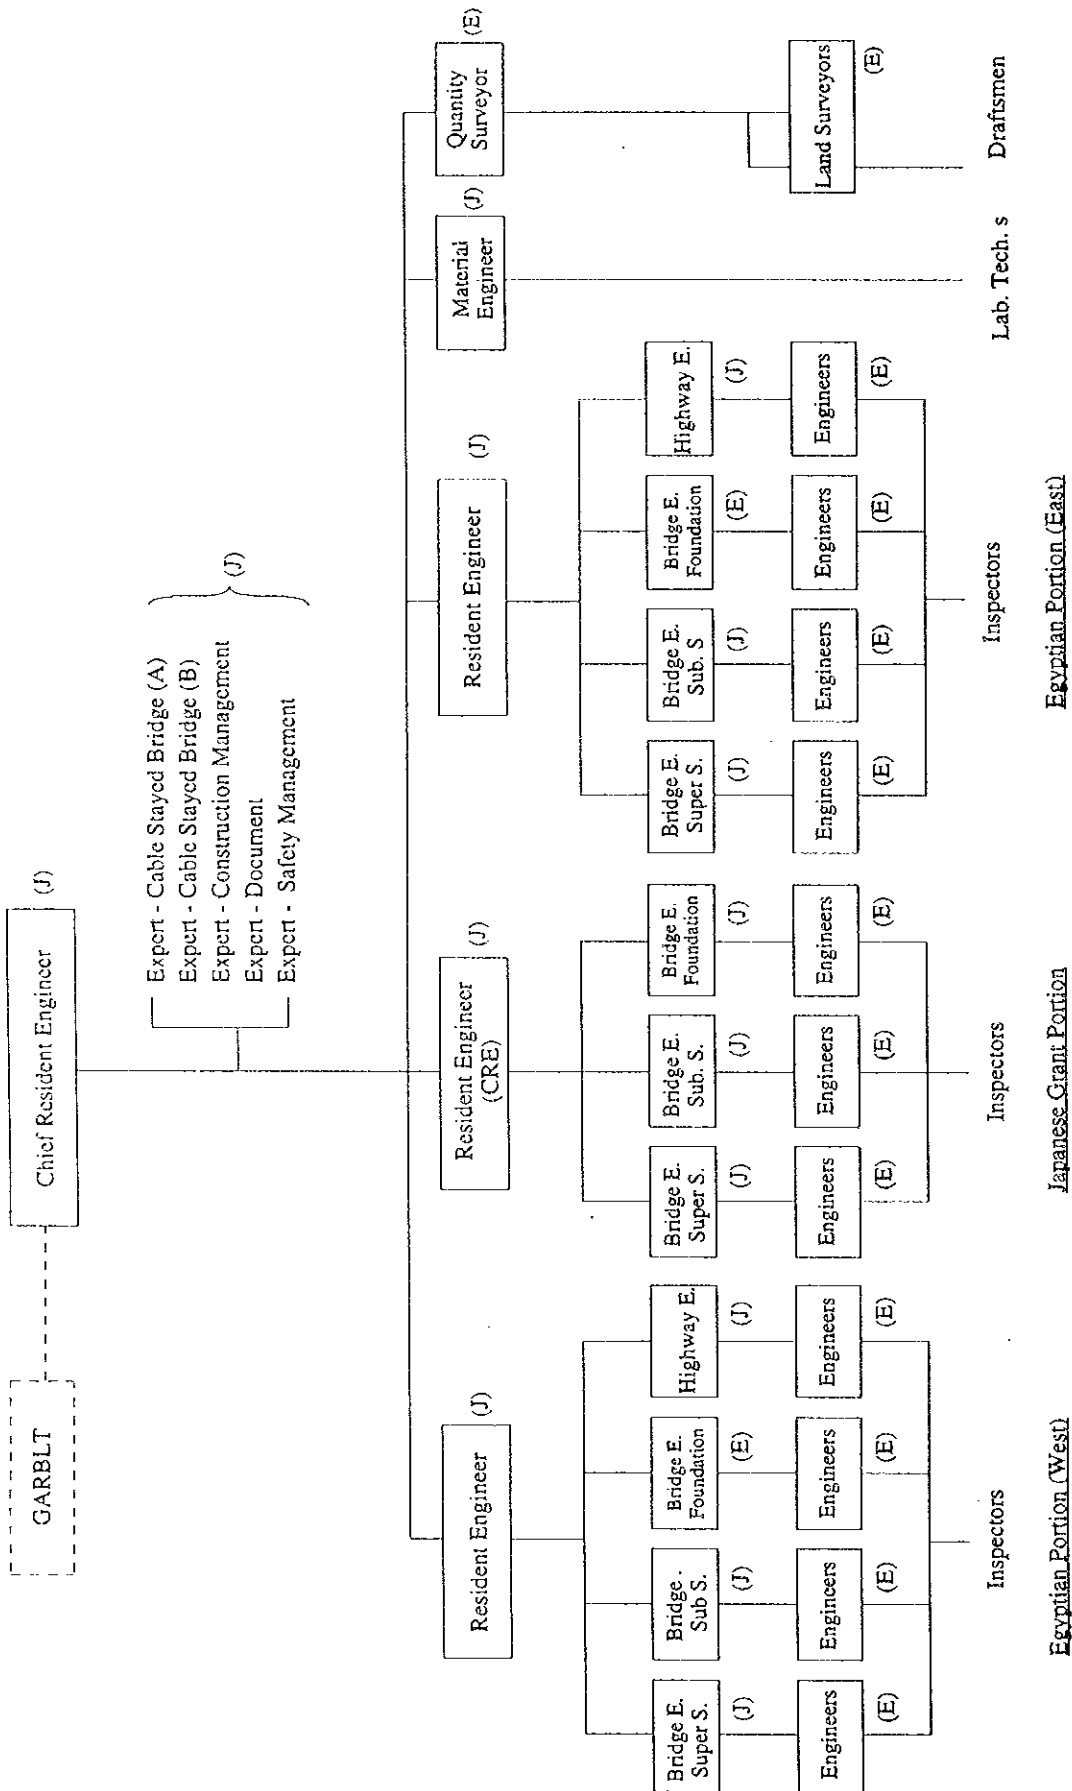 GARBLT
Chief Resident Engineer
(J)
Expert - Cable Stayed Bridge (A)
Expert - Cable Stayed Bridge (B)
Expert - Construction Management
Expert - Document
Expert - Safety Management
(J)
Resident Engineer
(J)
Resident Engineer
(CRE)
(J)
Resident Engineer
(J)
Material
Engineer
(J)
Quantity
Surveyor
(E)
Bridge E.
Super S.
(J)
Bridge .
Sub S.
(J)
Bridge E.
Foundation
(E)
Highway E.
(J)
Bridge E.
Super S.
(J)
Bridge E.
Sub. S.
(J)
Bridge E.
Foundation
(J)
Bridge E.
Super S.
(J)
Bridge E.
Sub. S
(J)
Bridge E.
Foundation
(E)
Highway E.
(J)
Engineers
(E)
Engineers
(E)
Engineers
(E)
Engineers
(E)
Engineers
(E)
Engineers
(E)
Engineers
(E)
Engineers
(E)
Engineers
(E)
Engineers
(E)
Engineers
(E)
Land Surveyors
(E)
Inspectors
Inspectors
Inspectors
Lab. Tech. s
Draftsmen
Egyptian Portion (West)
Japanese Grant Portion
Egyptian Portion (East)